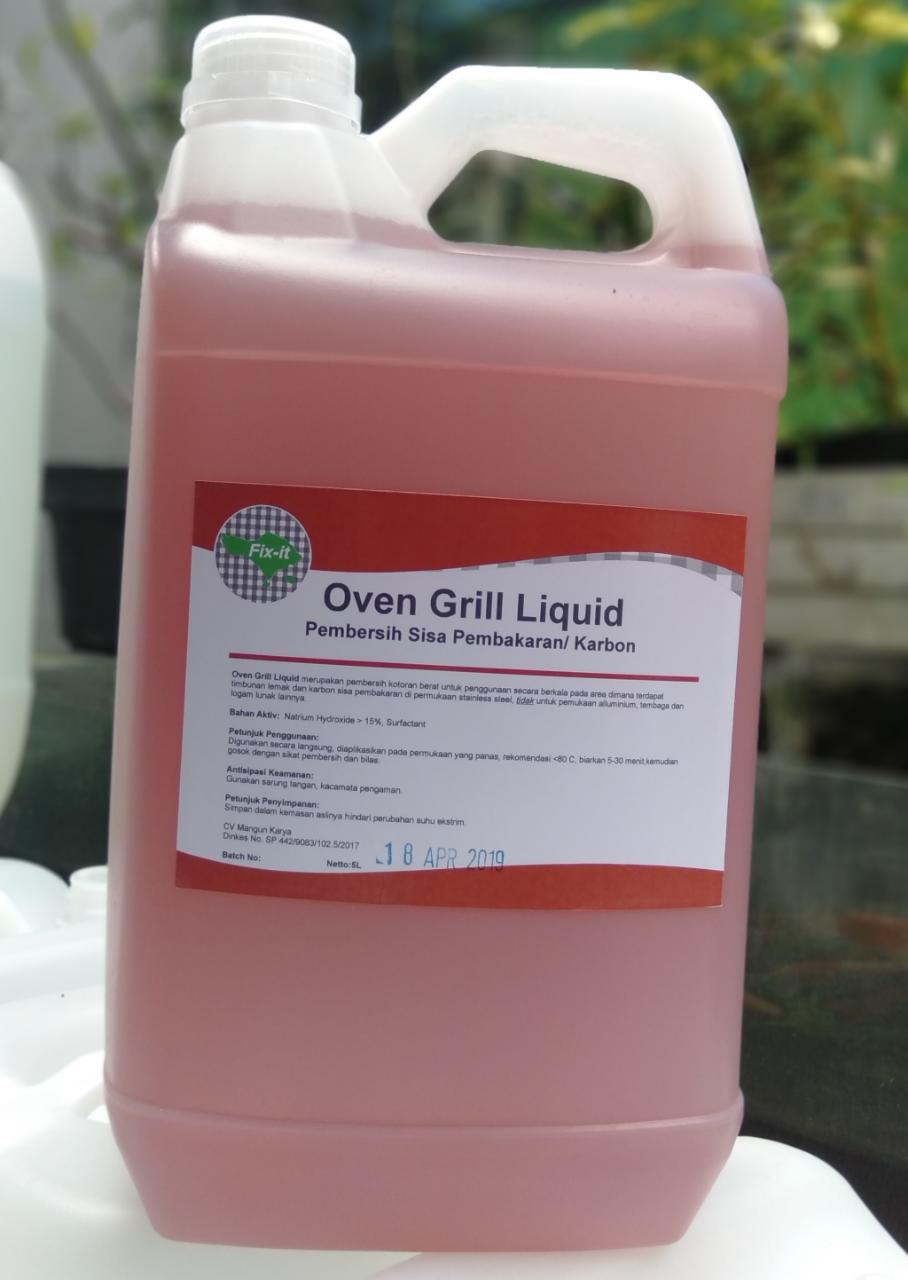 Fix-it
Oven Grill Liquid
Pembersih Sisa Pembakaran/ Karbon
Oven Grill Liquid merupakan pembersih kotoran berat untuk penggunaan secara berkala pada area dimana terdapat
timbunan lemak dan karbon sisa pembakaran di permukaan stainless steel, tidak untuk pemukaan alluminium, tembaga dan
logam lunak lainnya.
Bahan Aktiv: Natrium Hydroxide > 15%, Surfactant
Petunjuk Penggunaan:
Digunakan secara langsung, diaplikasikan pada permukaan yang panas, rekomendasi <80 C, biarkan 5-30 menit,kemudian
gosok dengan sikat pembersih dan bilas.
Antisipasi Keamanan:
Gunakan sarung tangan, kacamata pengaman.
Petunjuk Penyimpanan:
Simpan dalam kemasan aslinya hindari perubahan suhu ekstrim.
CV Mangun Karya
Dinkes No. SP 442/9083/102.5/2017
Batch No: Netto:5L 18 APR 2019